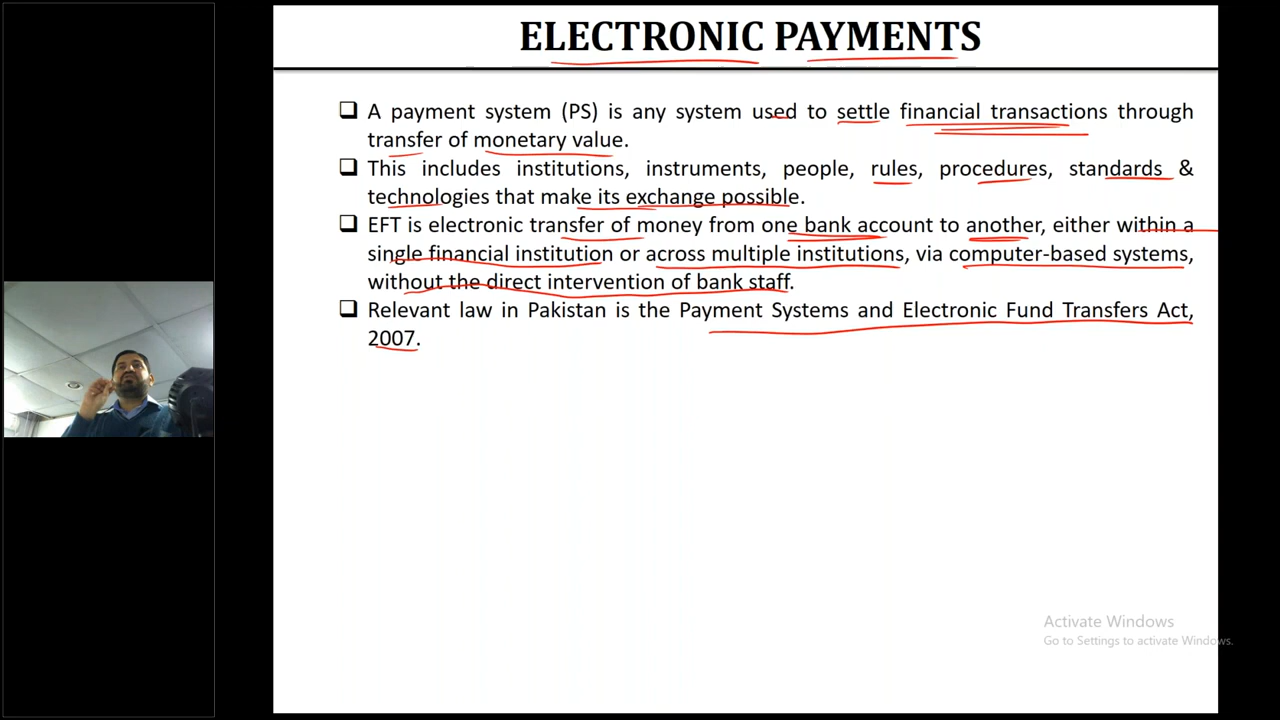 ELECTRONIC PAYMENTS
❑ A payment system (PS) is any system used to settle financial transactions through
transfer of monetary value.
❑ This includes institutions, instruments, people, rules, procedures, standards &
technologies that make its exchange possible.
❑ EFT is electronic transfer of money from one bank account to another, either within a
single financial institution or across multiple institutions, via computer-based systems,
without the direct intervention of bank staff.
❑ Relevant law in Pakistan is the Payment Systems and Electronic Fund Transfers Act,
2007.
Activate Windows
Go to Settings to activate Windows.